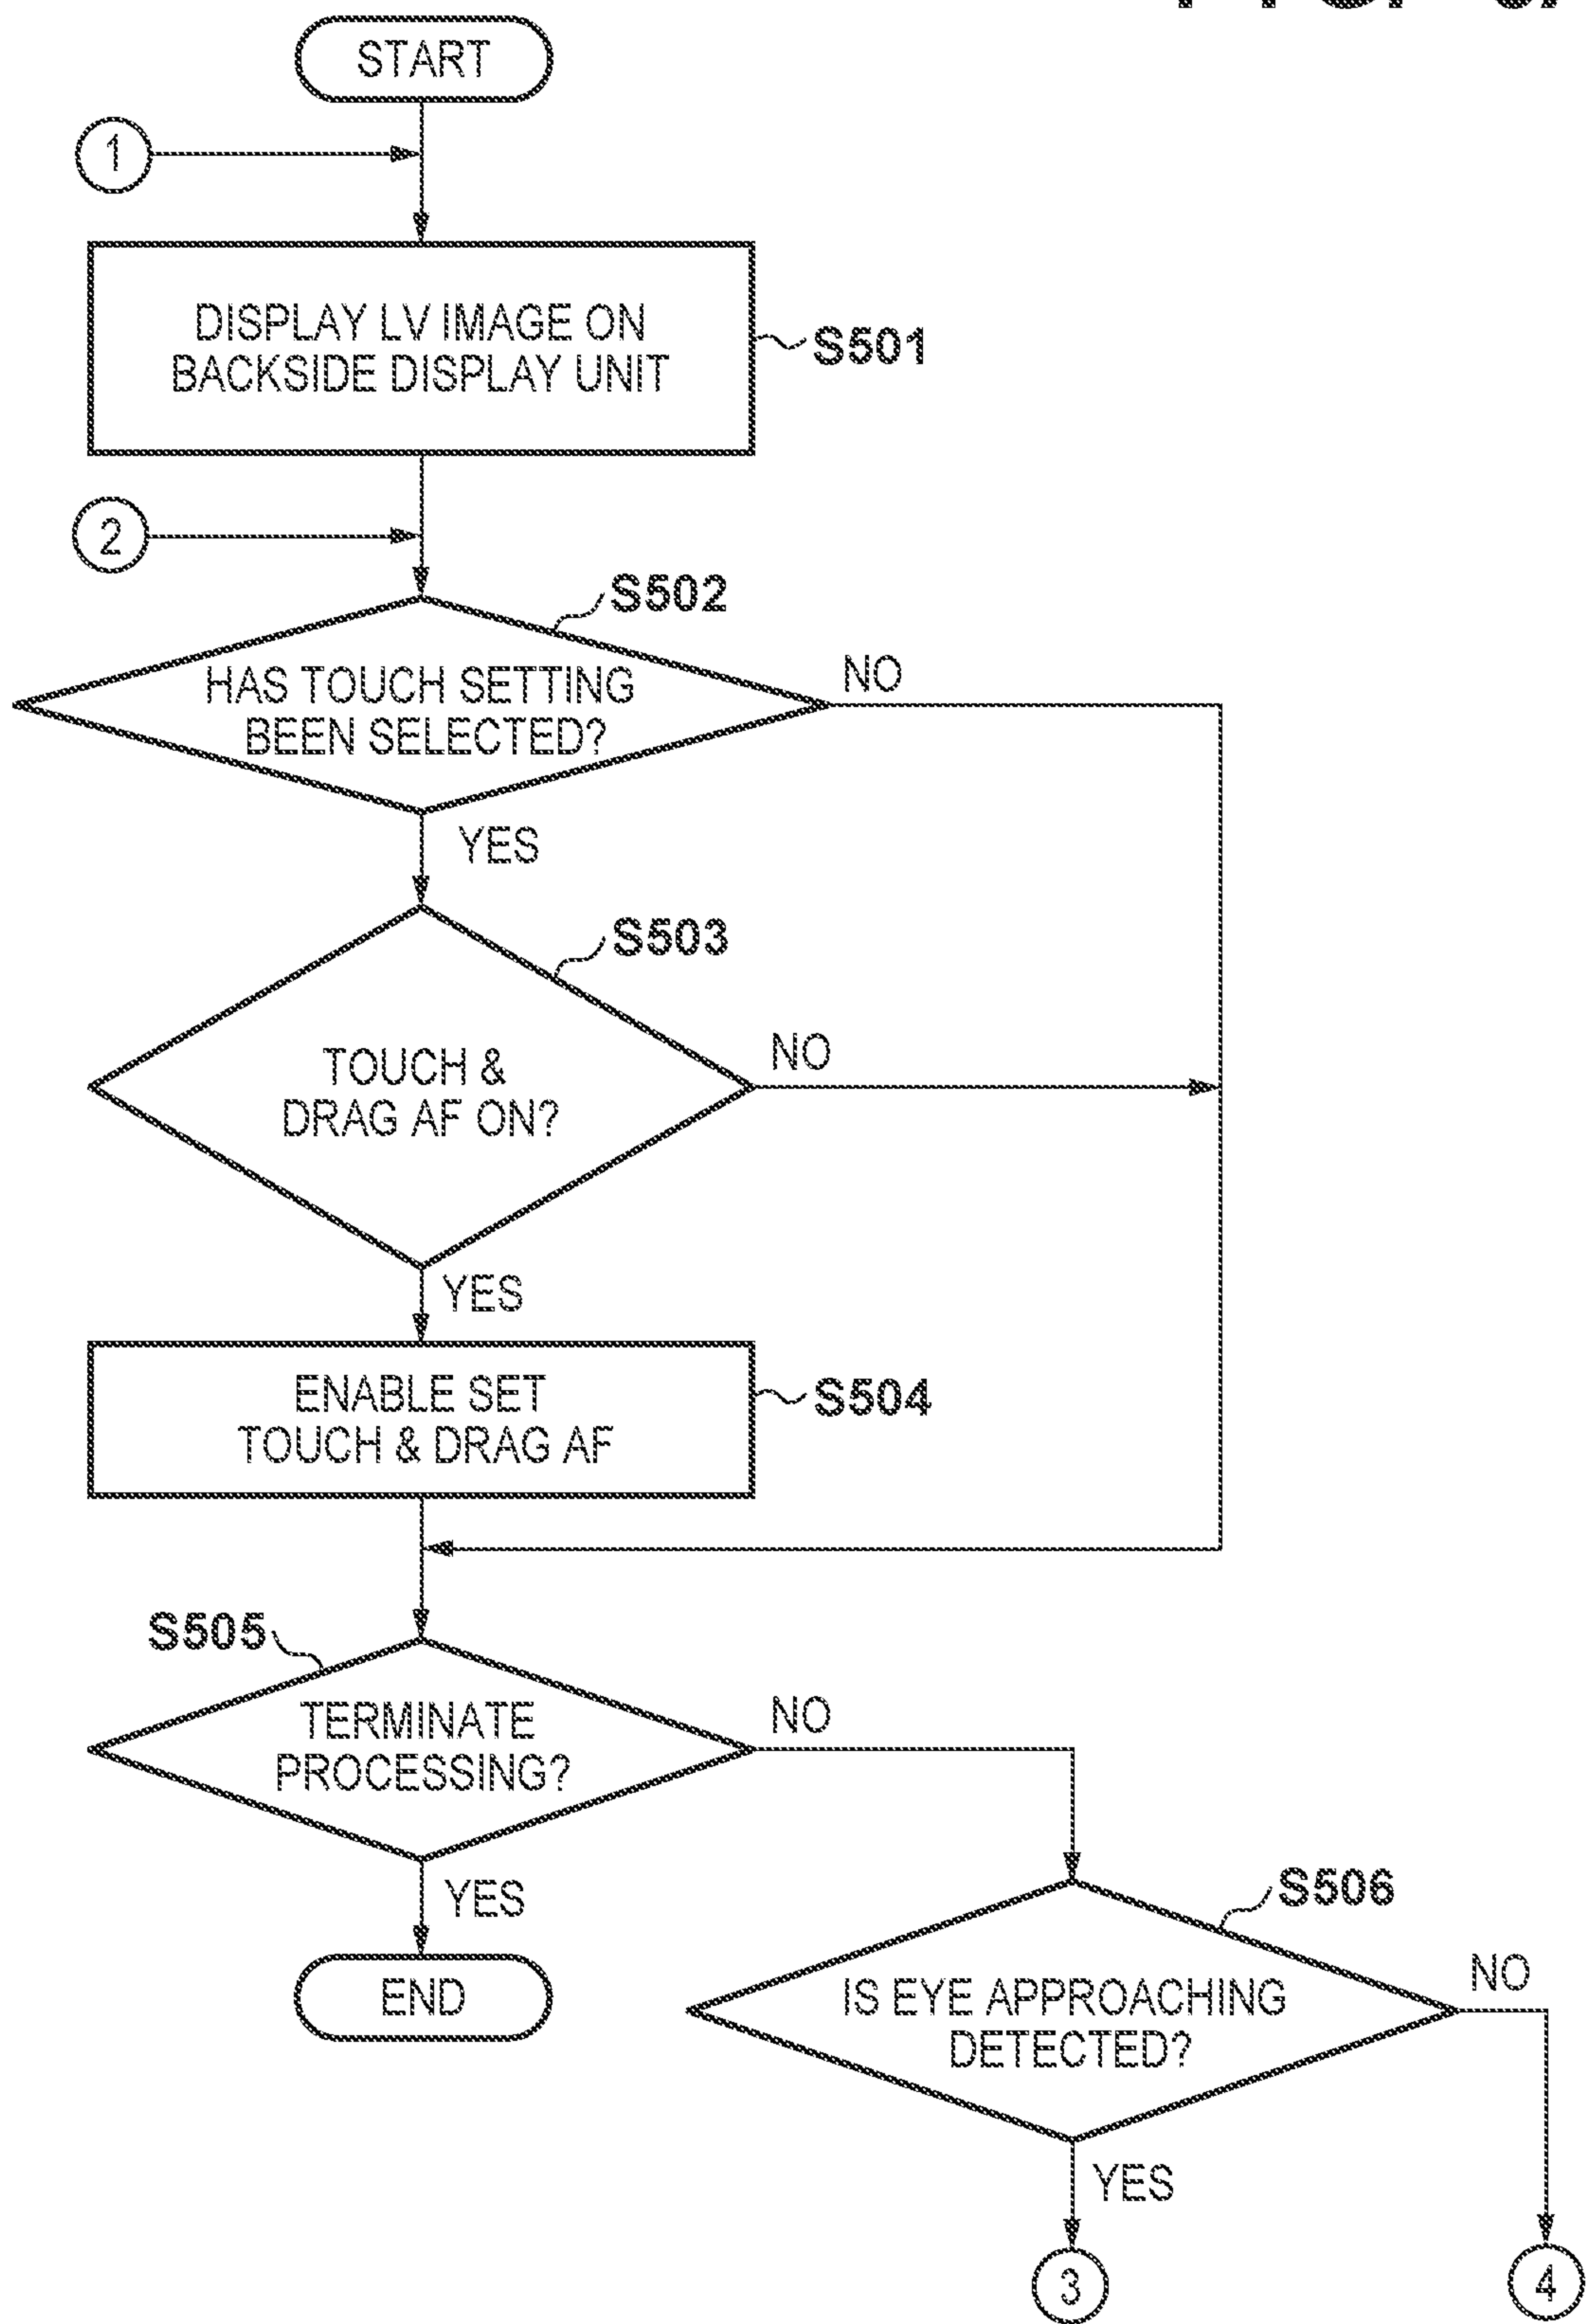 START
1
DISPLAY LV IMAGE ON
BACKSIDE DISPLAY UNIT
S501
2
S502
HAS TOUCH SETTING
BEEN SELECTED?
NO
YES
S503
TOUCH &
DRAG AF ON?
NO
YES
ENABLE SET
TOUCH & DRAG AF
S504
S505
TERMINATE
PROCESSING?
NO
YES
END
S506
IS EYE APPROACHING
DETECTED?
NO
YES
3
4